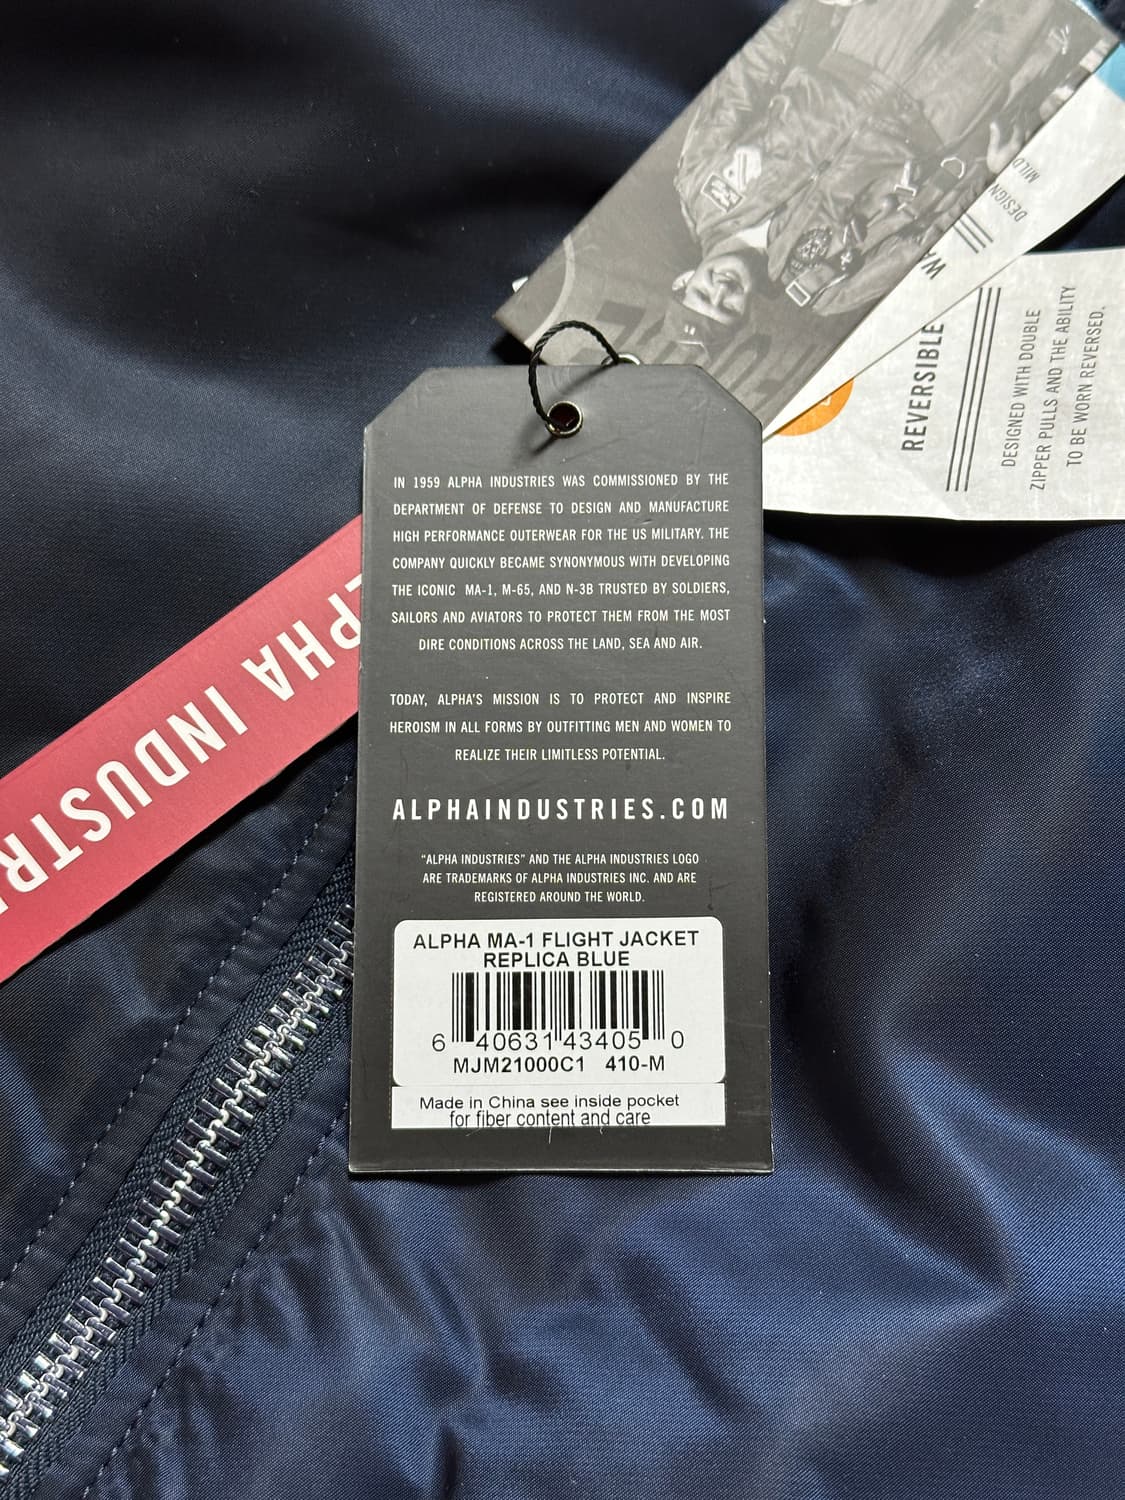 IN 1959 ALPHA INDUSTRIES WAS COMMISSIONED BY THE
DEPARTMENT OF DEFENSE TO DESIGN AND MANUFACTURE
HIGH PERFORMANCE OUTERWEAR FOR THE US MILITARY. THE
COMPANY QUICKLY BECAME SYNONYMOUS WITH DEVELOPING
THE ICONIC MA-1, M-65, AND N-3B TRUSTED BY SOLDIERS,
SAILORS AND AVIATORS TO PROTECT THEM FROM THE MOST
DIRE CONDITIONS ACROSS THE LAND, SEA AND AIR.
TODAY, ALPHA'S MISSION IS TO PROTECT AND INSPIRE
HEROISM IN ALL FORMS BY OUTFITTING MEN AND WOMEN TO
REALIZE THEIR LIMITLESS POTENTIAL.
ALPHAINDUSTRIES.COM
“ALPHA INDUSTRIES” AND THE ALPHA INDUSTRIES LOGO
ARE TRADEMARKS OF ALPHA INDUSTRIES INC. AND ARE
REGISTERED AROUND THE WORLD.
ALPHA MA-1 FLIGHT JACKET
REPLICA BLUE
6 40631 43405 0
MJM21000C1 410-M
Made in China see inside pocket
for fiber content and care
REVERSIBLE
DESIGNED WITH DOUBLE
ZIPPER PULLS AND THE ABILITY
TO BE WORN REVERSED.
WA
DESIGN
MILD
LPHA INDUSTR